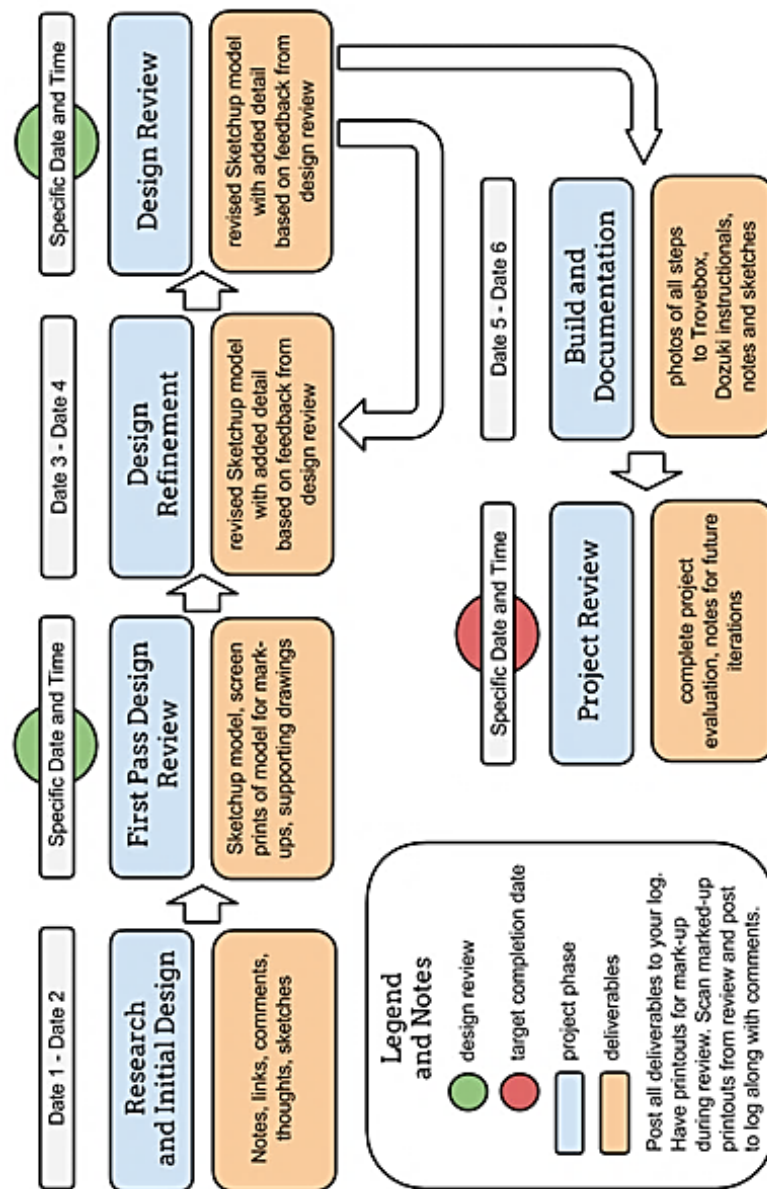 Date 1 - Date 2
Research
and Initial Design
Notes, links, comments,
thoughts, sketches
Specific Date and Time
First Pass Design
Review
Sketchup model, screen
prints of model for mark-
ups, supporting drawings
Date 3 - Date 4
Design
Refinement
revised Sketchup model
with added detail
based on feedback from
design review
Specific Date and Time
Design Review
revised Sketchup model
with added detail
based on feedback from
design review
Date 5 - Date 6
Build and
Documentation
photos of all steps
to Trovebox,
Dozuki instructionals,
notes and sketches
Specific Date and Time
Project Review
complete project
evaluation, notes for future
iterations
Legend
and Notes
design review
target completion date
project phase
deliverables
Post all deliverables to your log.
Have printouts for mark-up
during review. Scan marked-up
printouts from review and post
to log along with comments.